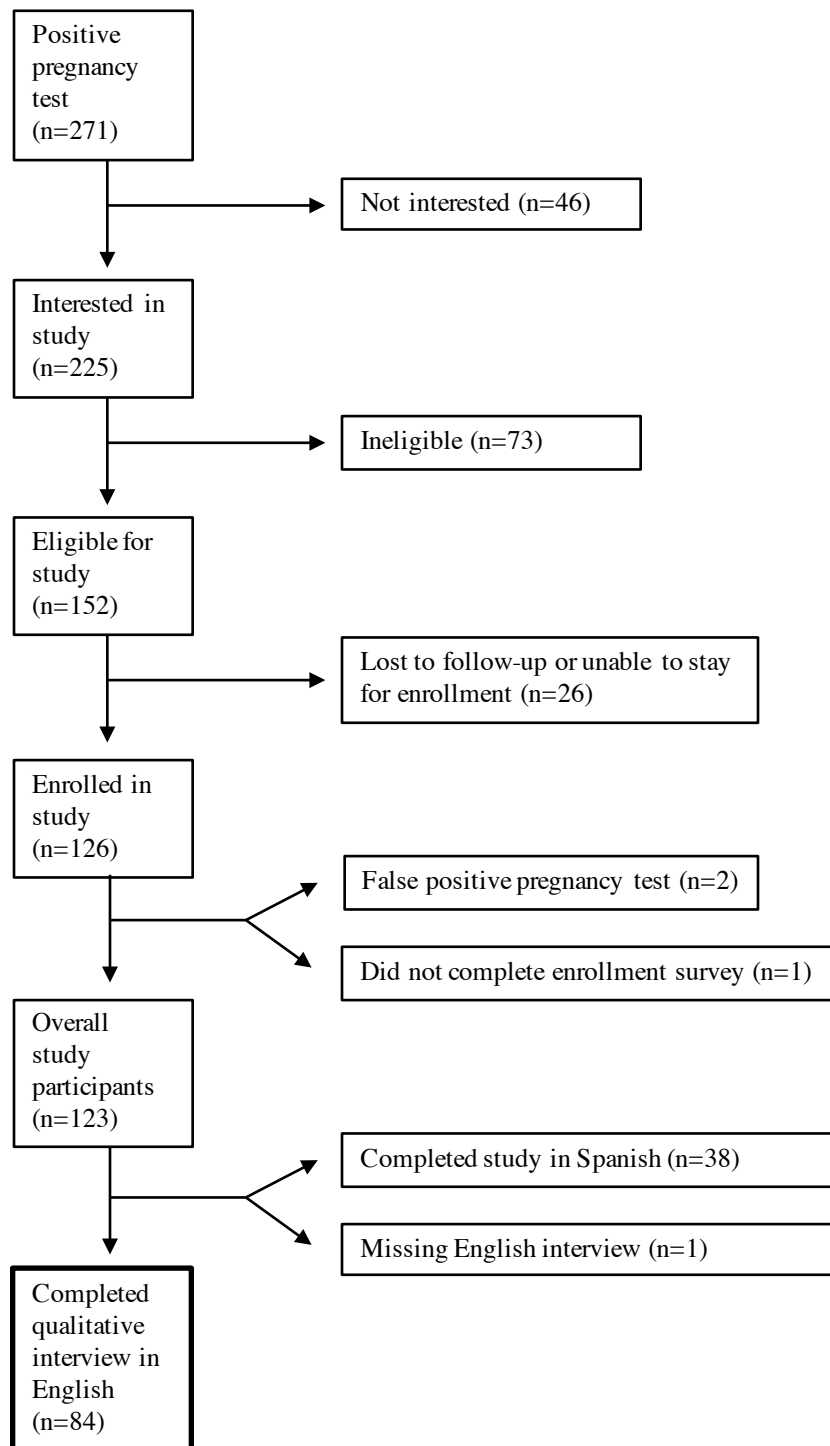 Positive
pregnancy
test
(n=271)
Not interested (n=46)
Interested in
study
(n=225)
Ineligible (n=73)
Eligible for
study
(n=152)
Lost to follow-up or unable to stay
for enrollment (n=26)
Enrolled in
study
(n=126)
False positive pregnancy test (n=2)
Did not complete enrollment survey (n=1)
Overall
study
participants
(n=123)
Completed study in Spanish (n=38)
Missing English interview (n=1)
Completed
qualitative
interview in
English
(n=84)